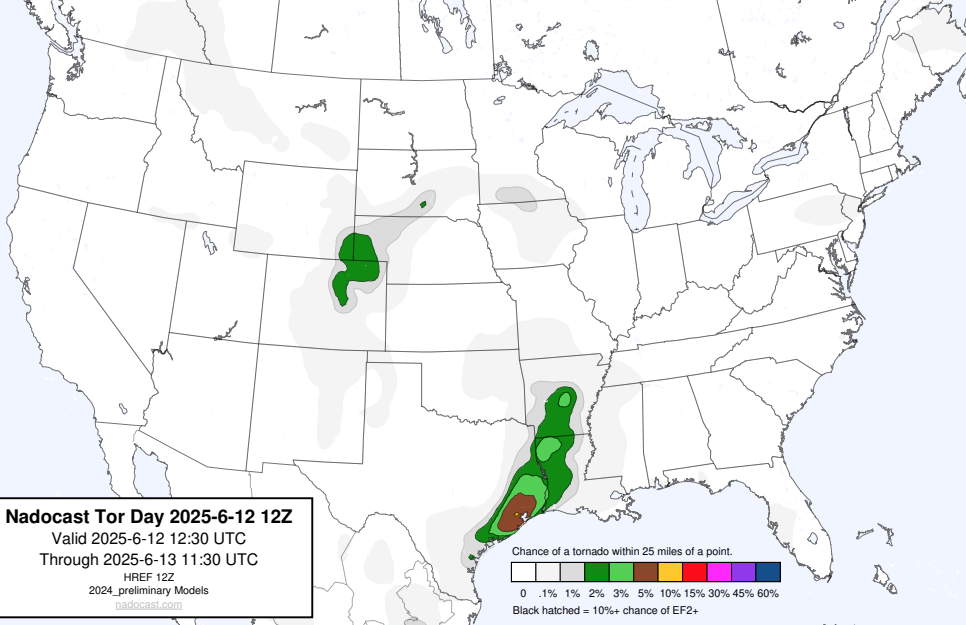 Nadocast Tor Day 2025-6-12 12Z
Valid 2025-6-12 12:30 UTC
Through 2025-6-13 11:30 UTC
HREF 12Z
2024_preliminary Models
nadocast.com
Chance of a tornado within 25 miles of a point.
0 .1% 1% 2% 3% 5% 10% 15% 30% 45% 60%
Black hatched = 10%+ chance of EF2+